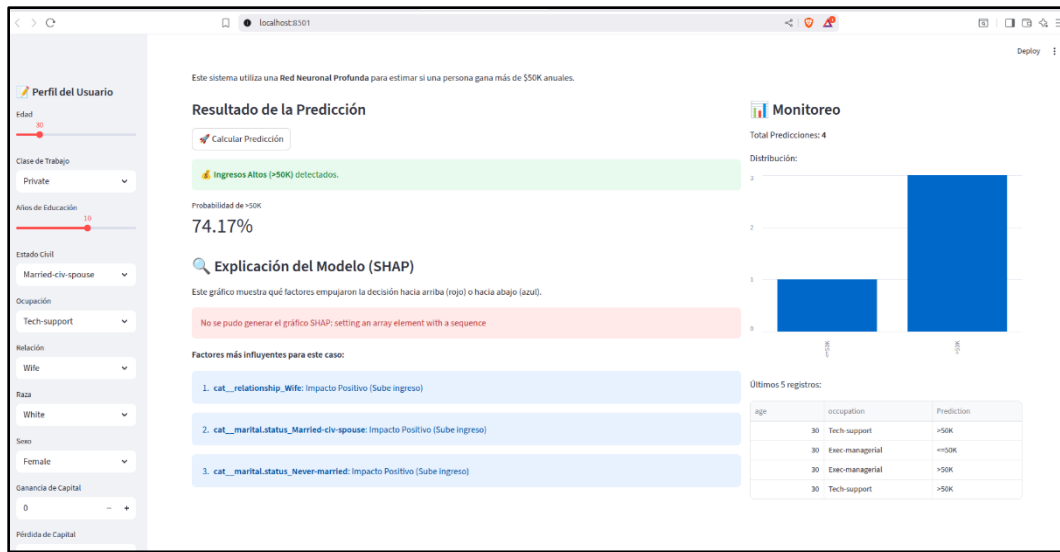 localhost:8501
Deploy
📝 Perfil del Usuario
Edad
30
Clase de Trabajo
Private
Años de Educación
10
Estado Civil
Married-civ-spouse
Ocupación
Tech-support
Relación
Wife
Raza
White
Sexo
Female
Ganancia de Capital
0
Pérdida de Capital
Este sistema utiliza una Red Neuronal Profunda para estimar si una persona gana más de $50K anuales.
Resultado de la Predicción
🚀 Calcular Predicción
💰 Ingresos Altos (>50K) detectados.
Probabilidad de >50K
74.17%
🔍 Explicación del Modelo (SHAP)
Este gráfico muestra qué factores empujaron la decisión hacia arriba (rojo) o hacia abajo (azul).
No se pudo generar el gráfico SHAP: setting an array element with a sequence
Factores más influyentes para este caso:
1. cat__relationship_Wife: Impacto Positivo (Sube ingreso)
2. cat__marital.status_Married-civ-spouse: Impacto Positivo (Sube ingreso)
3. cat__marital.status_Never-married: Impacto Positivo (Sube ingreso)
📊 Monitoreo
Total Predicciones: 4
Distribución:
3
2
1
0
<=50K
>50K
Últimos 5 registros:
age occupation Prediction
30 Tech-support >50K
30 Exec-managerial <=50K
30 Exec-managerial >50K
30 Tech-support >50K